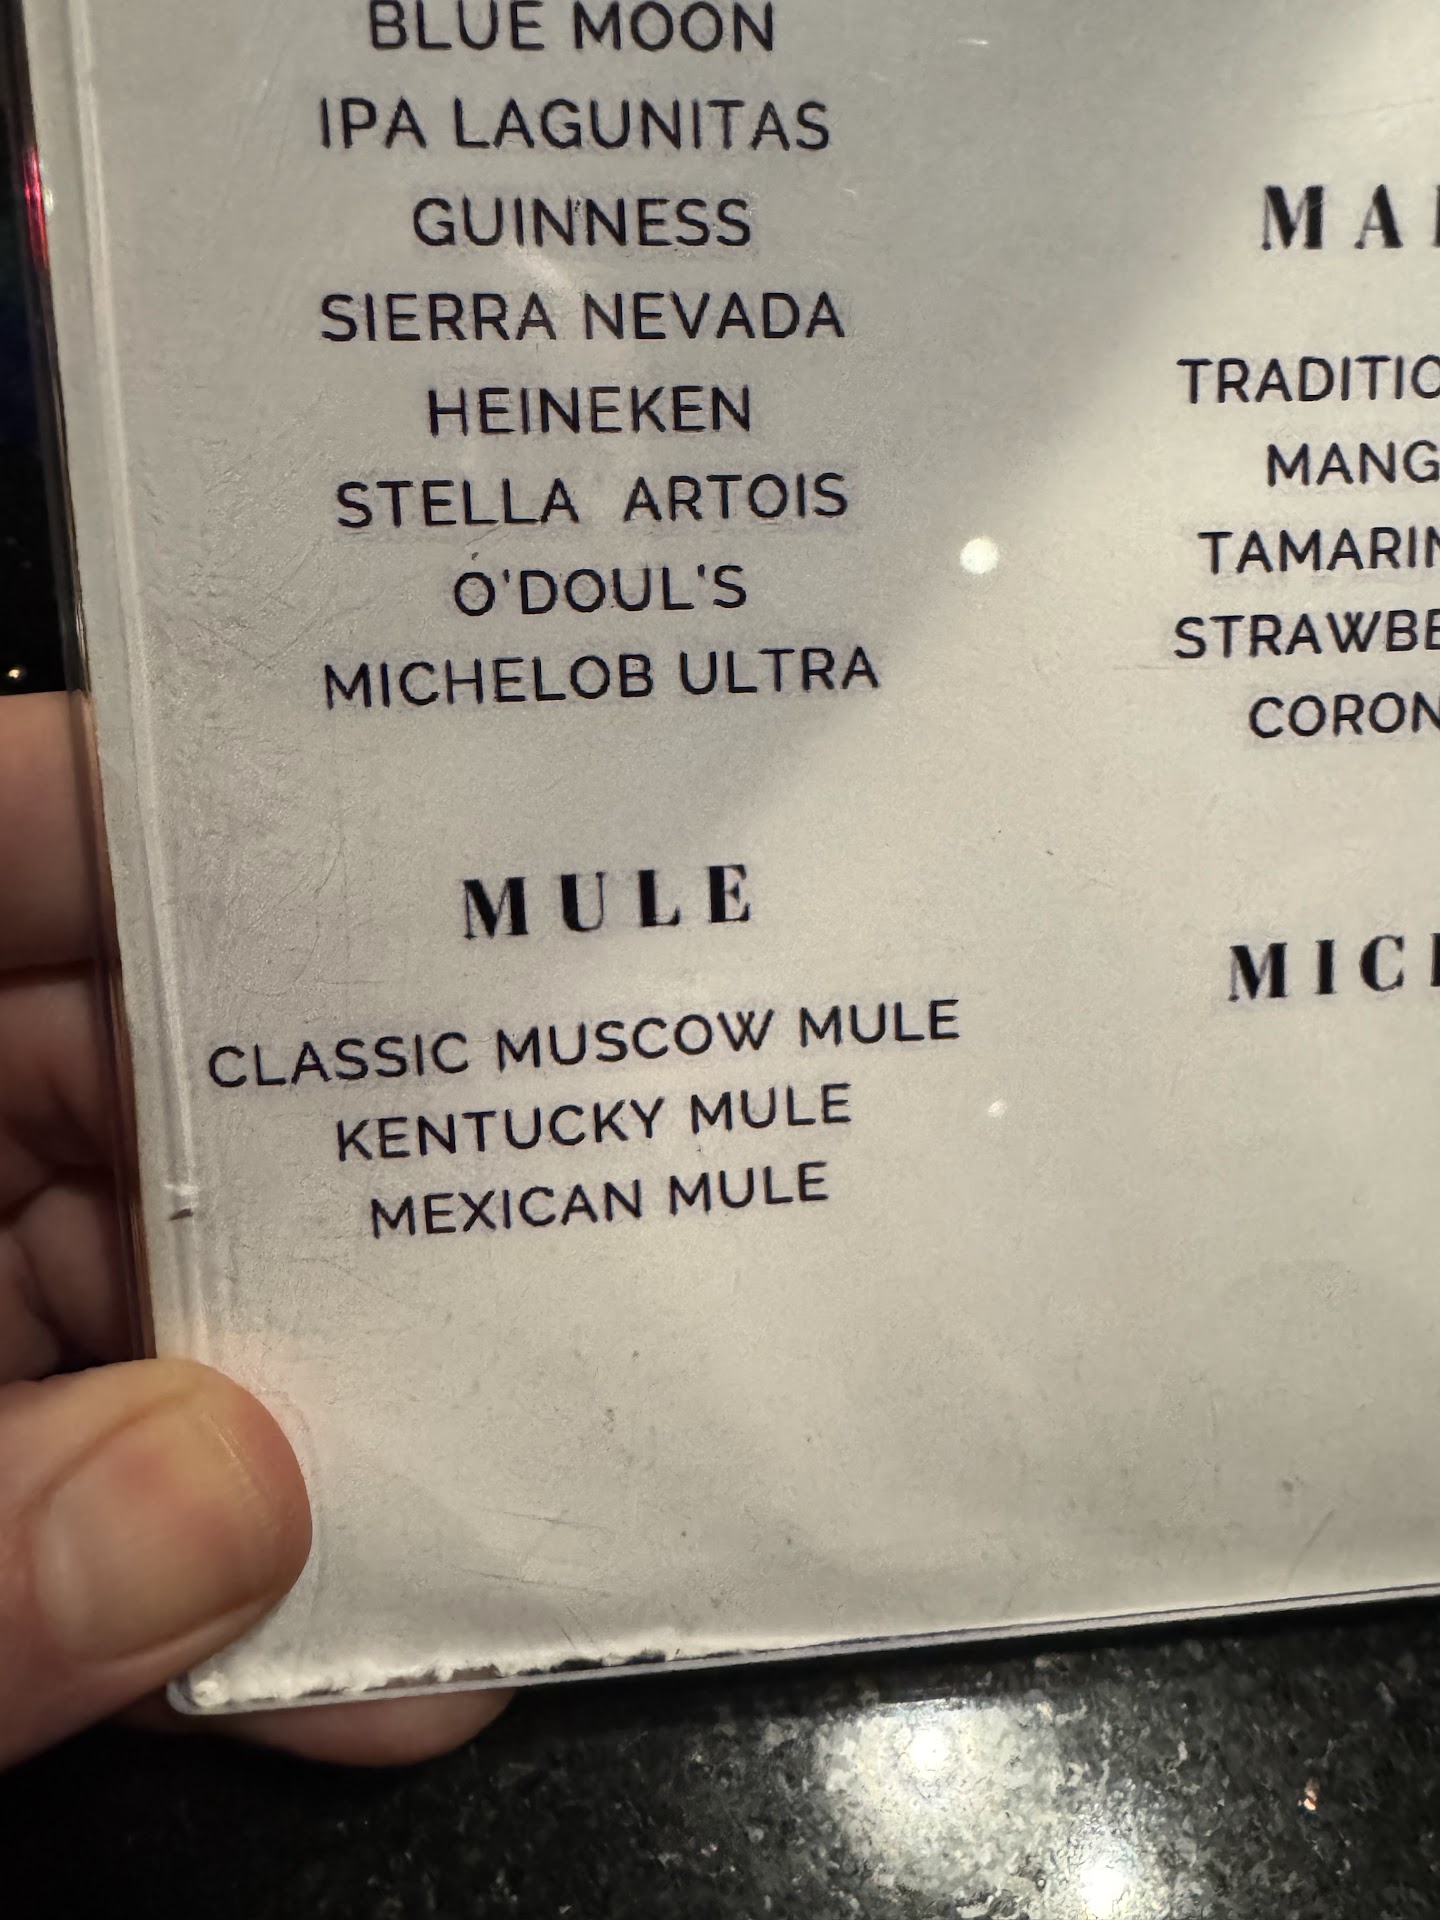 BLUE MOON
IPA LAGUNITAS
GUINNESS
SIERRA NEVADA
HEINEKEN
STELLA ARTOIS
O'DOUL'S
MICHELOB ULTRA
MULE
CLASSIC MUSCOW MULE
KENTUCKY MULE
MEXICAN MULE